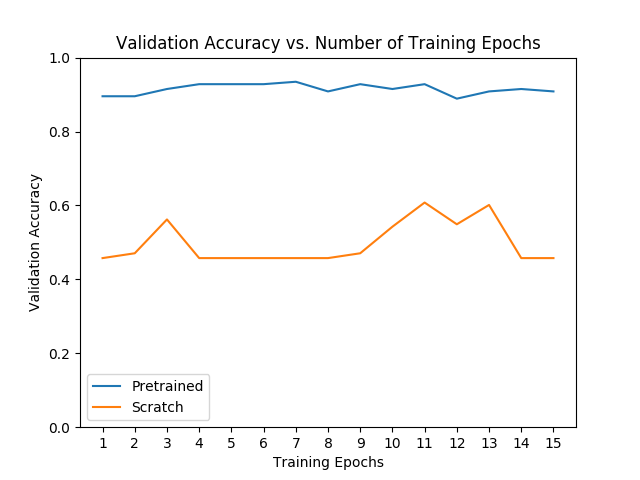 Validation Accuracy vs. Number of Training Epochs
1.0
0.8
0.6
0.4
0.2
0.0
Validation Accuracy
Pretrained
Scratch
1 2 3 4 5 6 7 8 9 10 11 12 13 14 15
Training Epochs